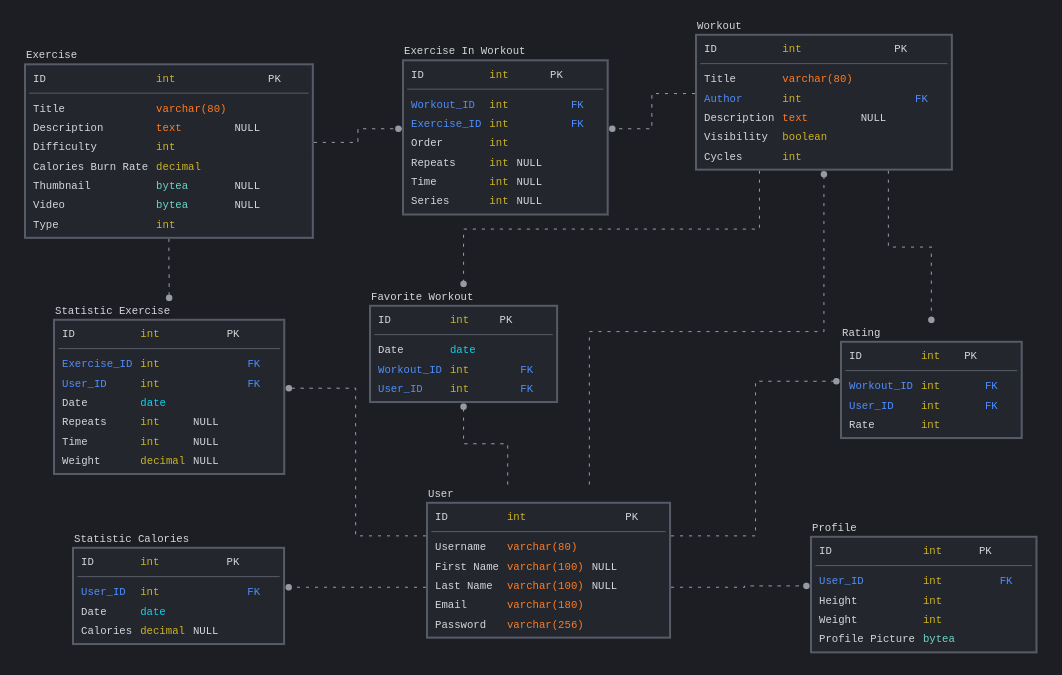 Exercise
ID int PK
Title varchar(80)
Description text NULL
Difficulty int
Calories Burn Rate decimal
Thumbnail bytea NULL
Video bytea NULL
Type int
Exercise In Workout
ID int PK
Workout_ID int FK
Exercise_ID int FK
Order int
Repeats int NULL
Time int NULL
Series int NULL
Workout
ID int PK
Title varchar(80)
Author int FK
Description text NULL
Visibility boolean
Cycles int
Statistic Exercise
ID int PK
Exercise_ID int FK
User_ID int FK
Date date
Repeats int NULL
Time int NULL
Weight decimal NULL
Favorite Workout
ID int PK
Date date
Workout_ID int FK
User_ID int FK
Rating
ID int PK
Workout_ID int FK
User_ID int FK
Rate int
Statistic Calories
ID int PK
User_ID int FK
Date date
Calories decimal NULL
User
ID int PK
Username varchar(80)
First Name varchar(100) NULL
Last Name varchar(100) NULL
Email varchar(180)
Password varchar(256)
Profile
ID int PK
User_ID int FK
Height int
Weight int
Profile Picture bytea